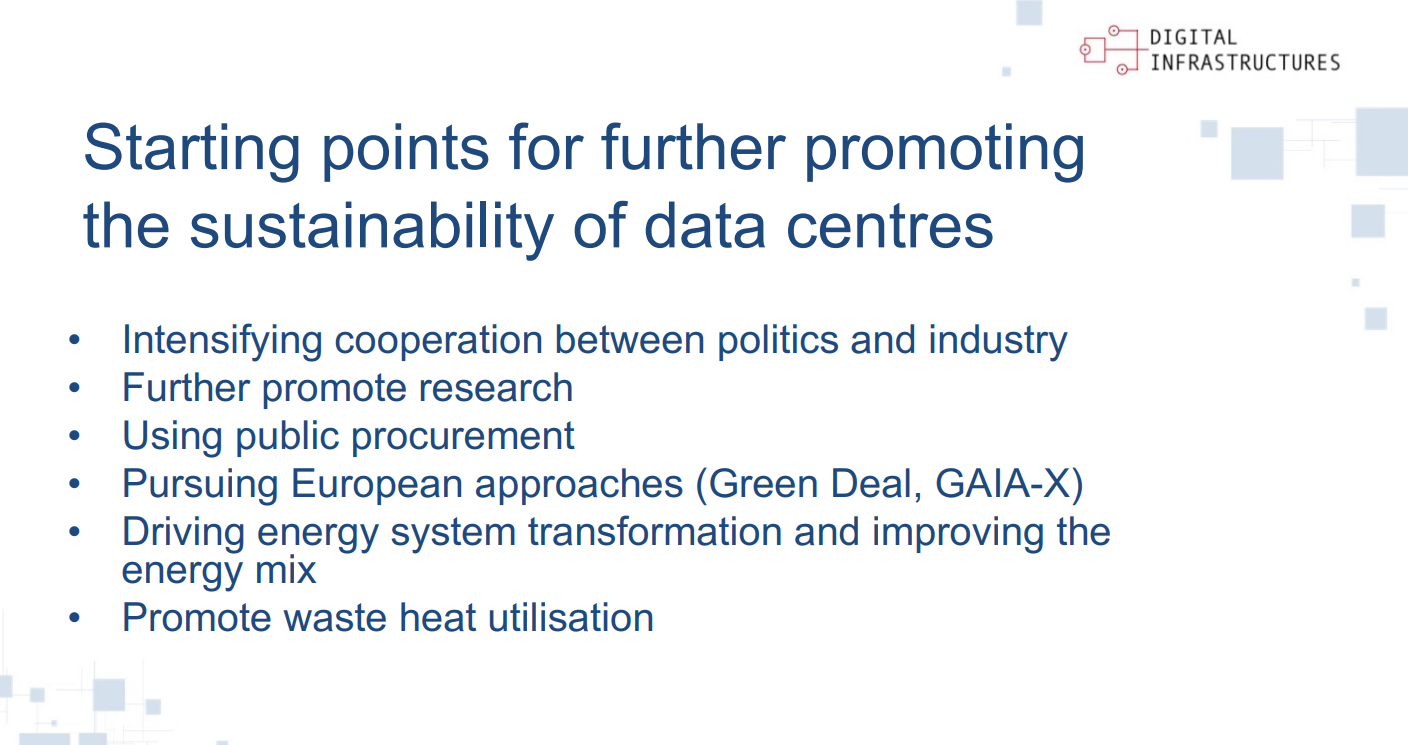 DIGITAL
INFRASTRUCTURES
Starting points for further promoting
the sustainability of data centres
• Intensifying cooperation between politics and industry
• Further promote research
• Using public procurement
• Pursuing European approaches (Green Deal, GAIA-X)
• Driving energy system transformation and improving the
energy mix
• Promote waste heat utilisation